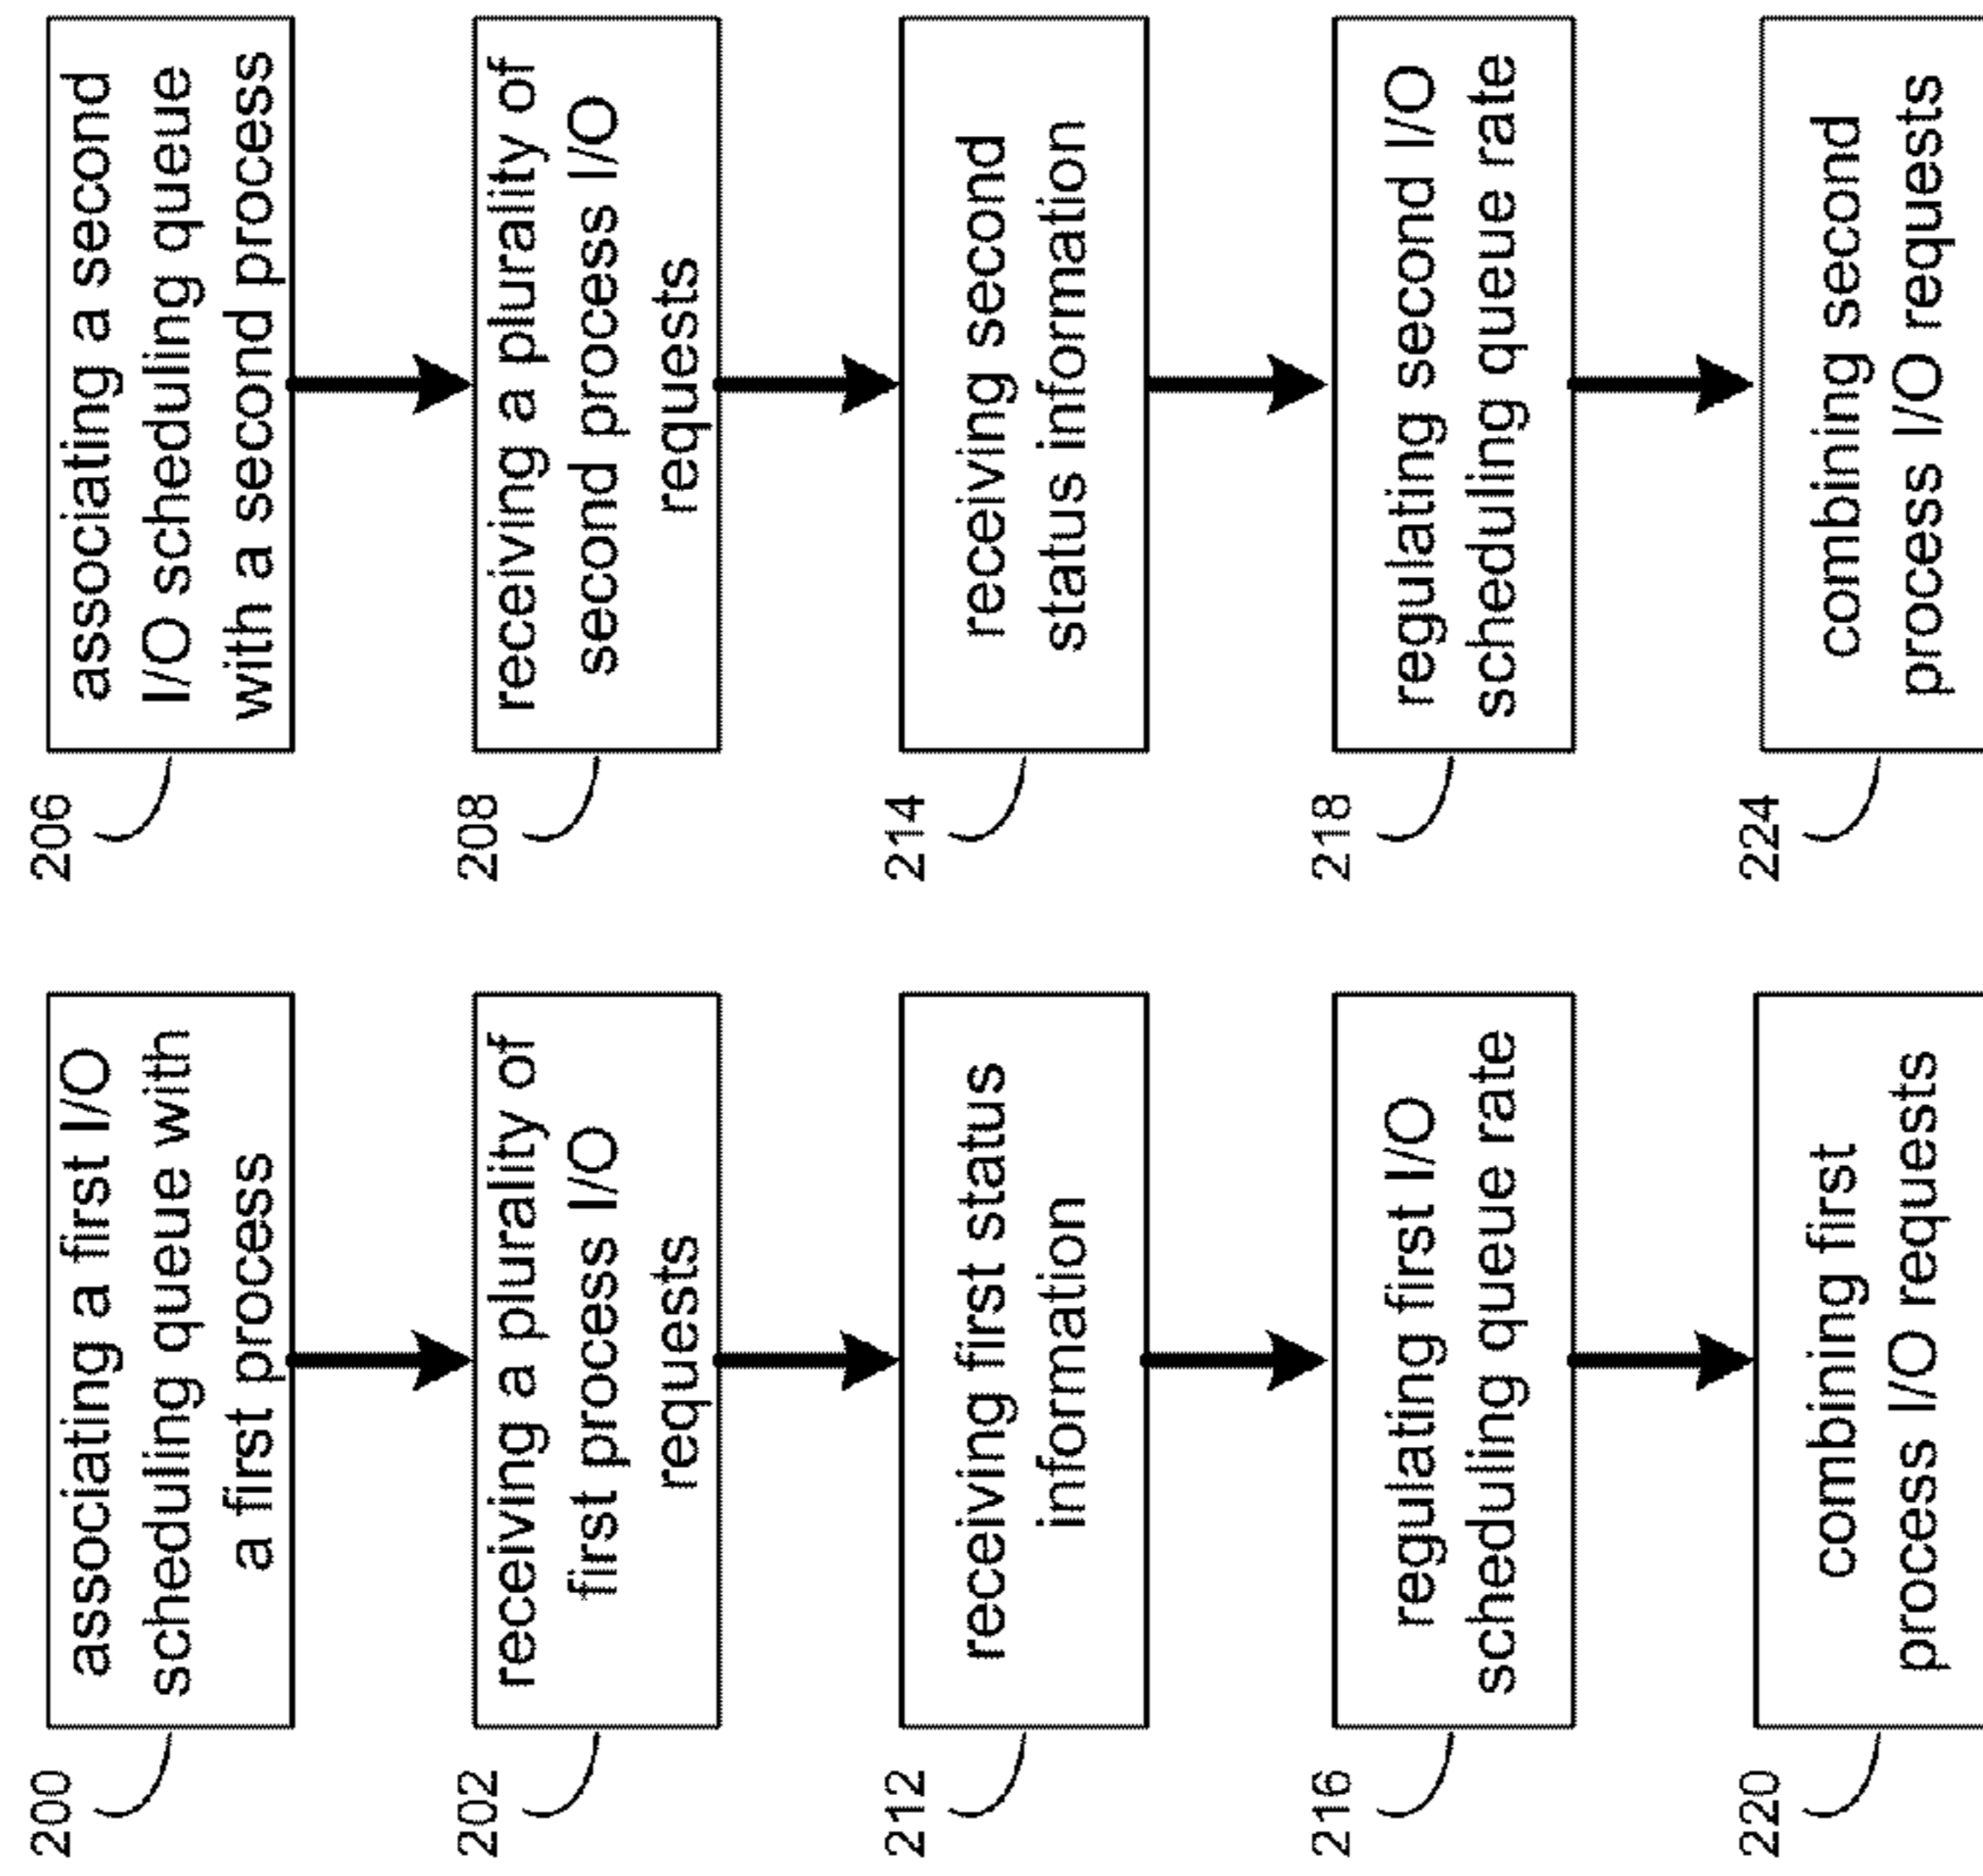 200
associating a first I/O
scheduling queue with
a first process
202
receiving a plurality of
first process I/O
requests
212
receiving first status
information
216
regulating first I/O
scheduling queue rate
220
combining first
process I/O requests
206
associating a second
I/O scheduling queue
with a second process
208
receiving a plurality of
second process I/O
requests
214
receiving second
status information
218
regulating second I/O
scheduling queue rate
224
combining second
process I/O requests